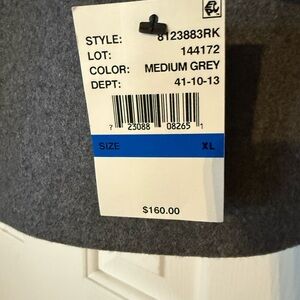 STYLE: 8123883RK
LOT: 144172
COLOR: MEDIUM GREY
DEPT: 41-10-13
7 23088 08265 1
SIZE XL
$160.00